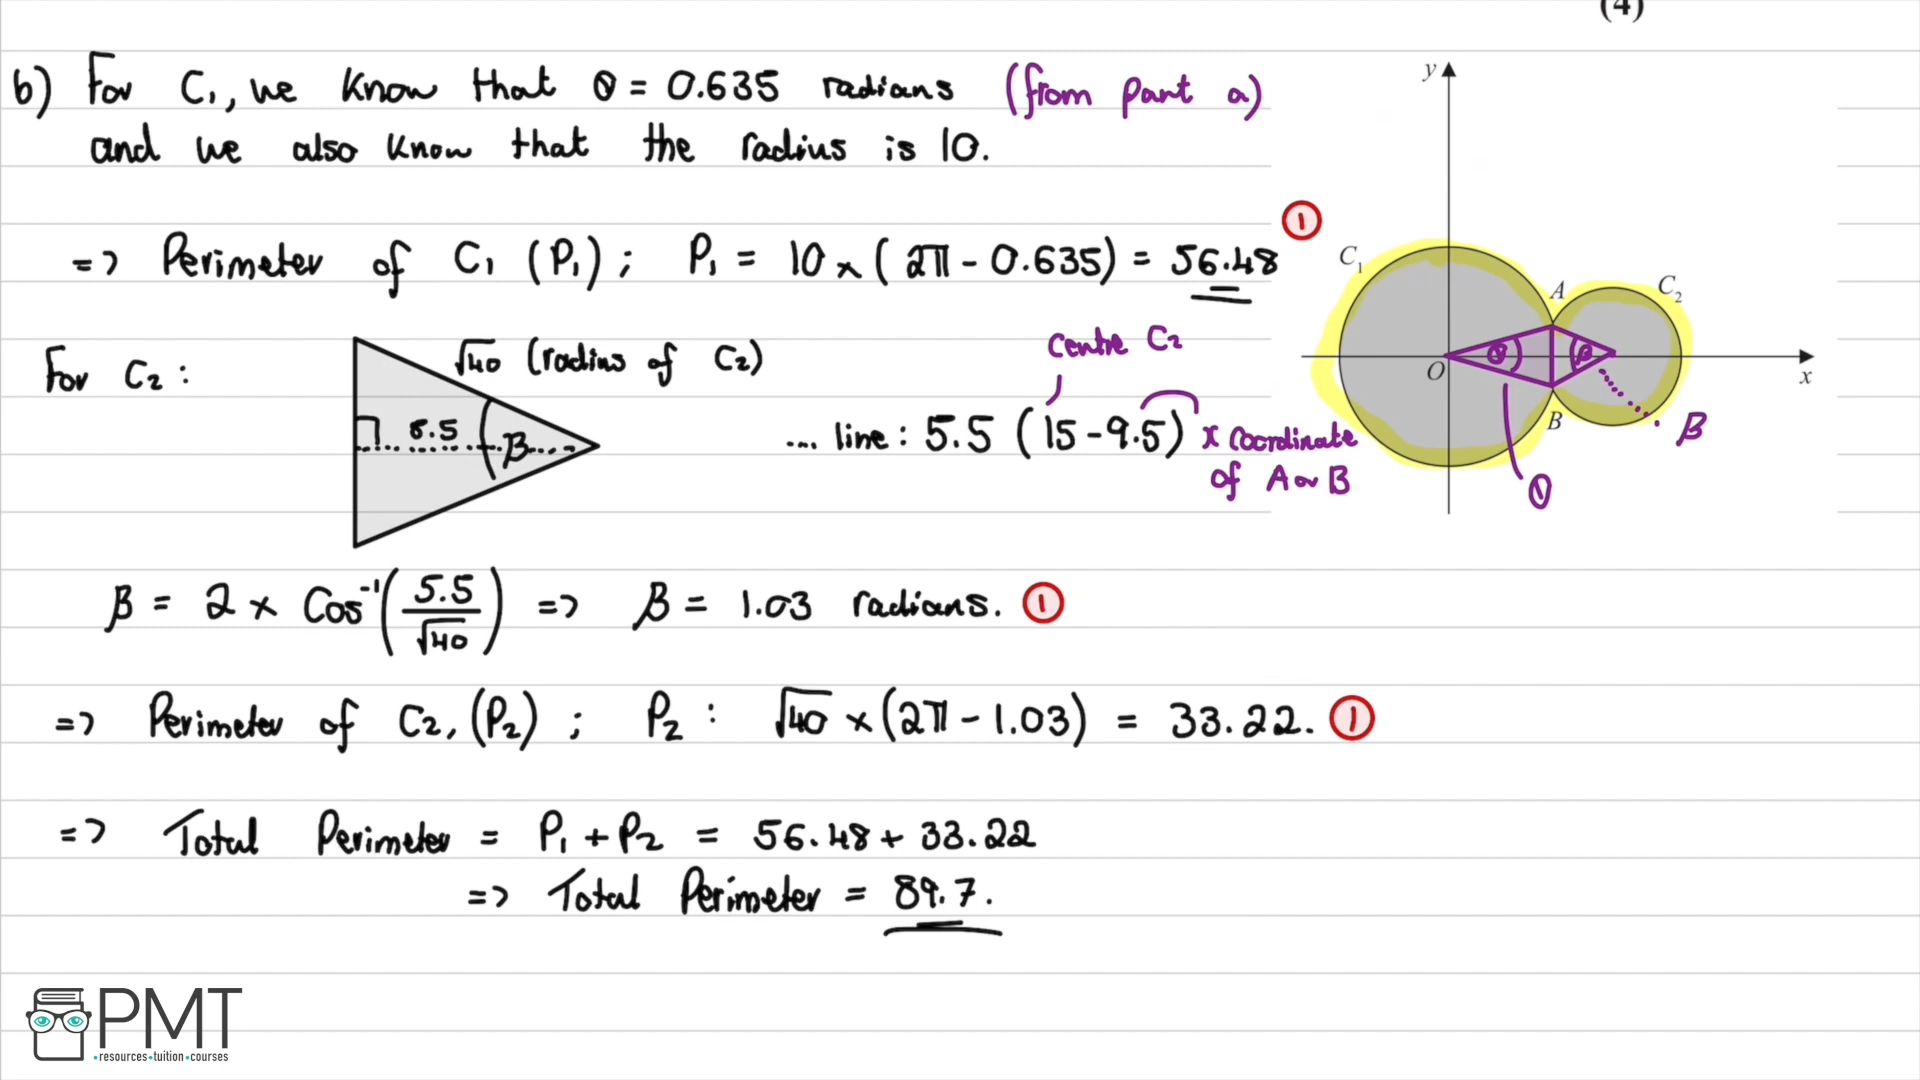 (4)
b) For C₁, we know that θ = 0.635 radians (from part a)
and we also know that the radius is 10.
=> Perimeter of C₁ (P₁) ; P₁ = 10 × (2π - 0.635) = 56.48 ①
For C₂ :
√40 (radius of C₂)
5.5
β
centre C₂
.... line : 5.5 (15 - 9.5) x coordinate
of A or B
y
C₁
A
C₂
θ
β
O
x
B
β
θ
β = 2 × Cos⁻¹(5.5/√40) => β = 1.03 radians. ①
=> Perimeter of C₂, (P₂) ; P₂ : √40 × (2π - 1.03) = 33.22. ①
=> Total Perimeter = P₁ + P₂ = 56.48 + 33.22
=> Total Perimeter = 89.7.
PMT
•resources•tuition•courses